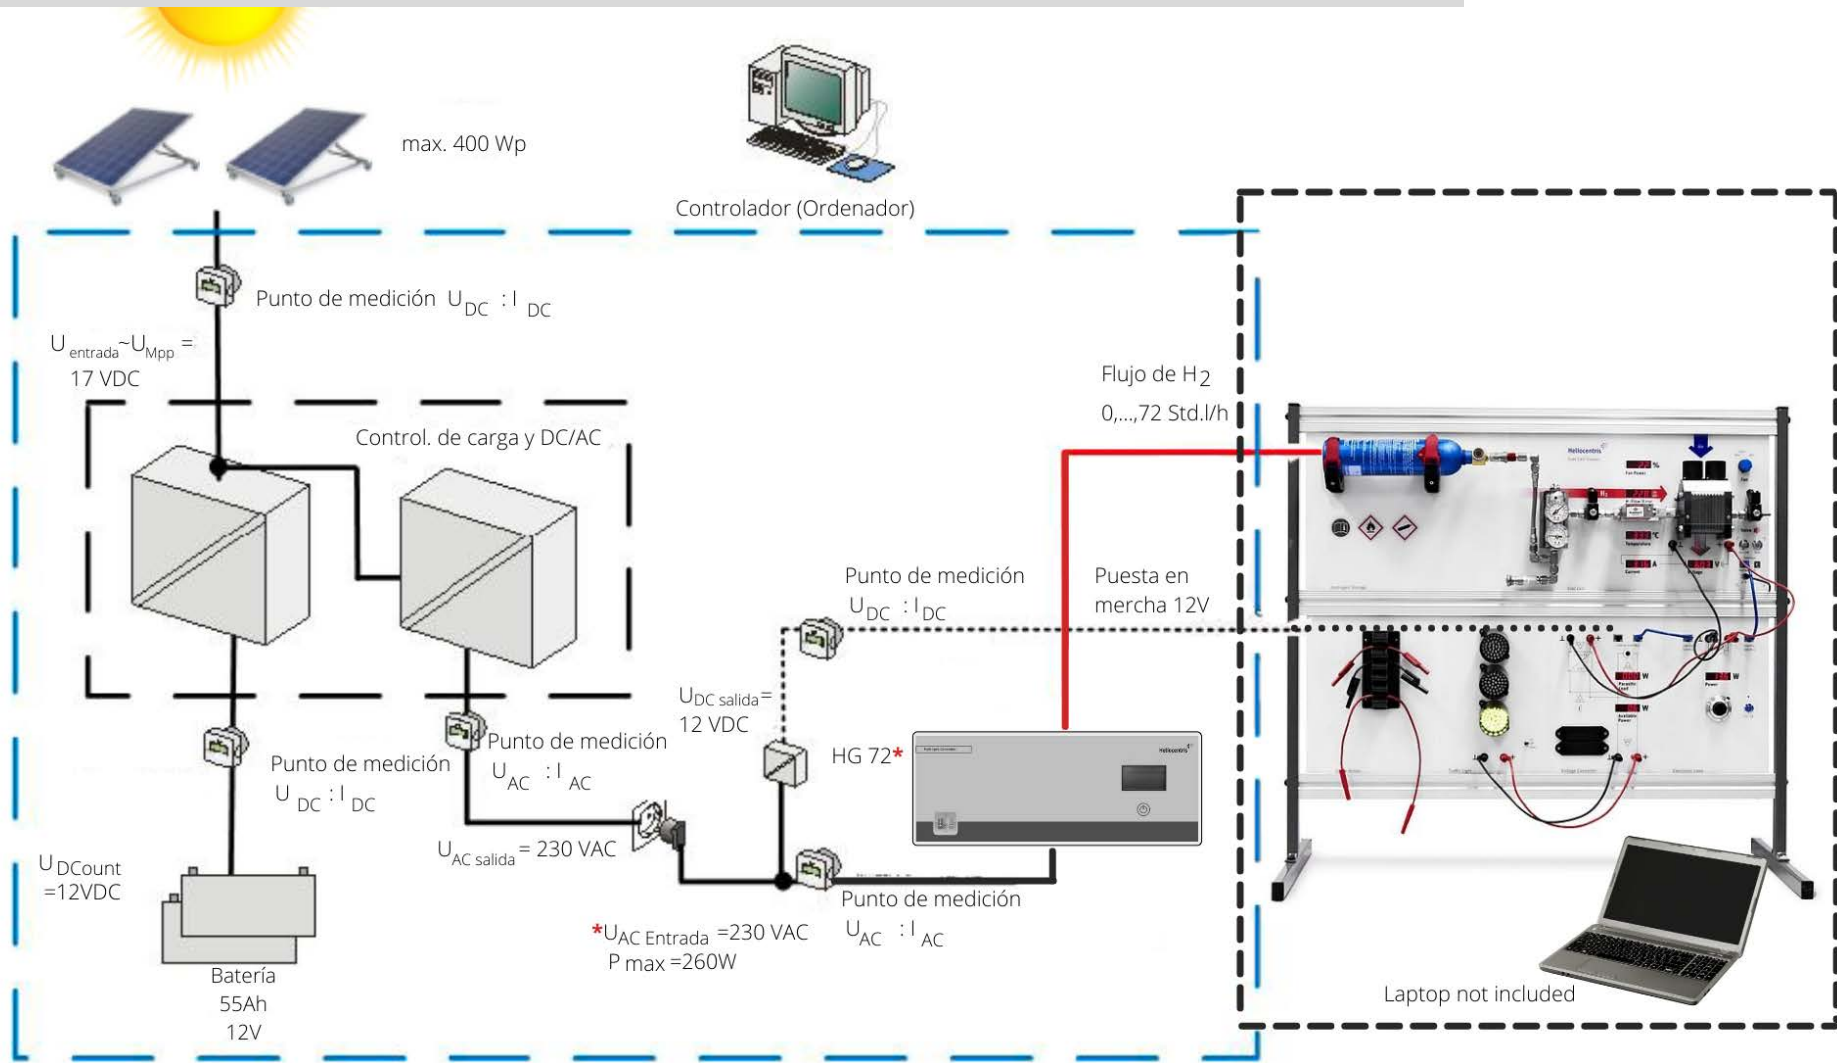 max. 400 Wp
Controlador (Ordenador)
Punto de medición U DC : I DC
U entrada~U Mpp =
17 VDC
Control. de carga y DC/AC
Flujo de H2
0,...,72 Std.l/h
Heliocentris
Punto de medición
U DC : I DC
Puesta en
mercha 12V
U DC salida =
12 VDC
HG 72*
Heliocentris
Punto de medición
U AC : I AC
Punto de medición
U DC : I DC
U AC salida = 230 VAC
U DCount
=12VDC
Punto de medición
U AC : I AC
*U AC Entrada =230 VAC
P max =260W
Batería
55Ah
12V
Laptop not included